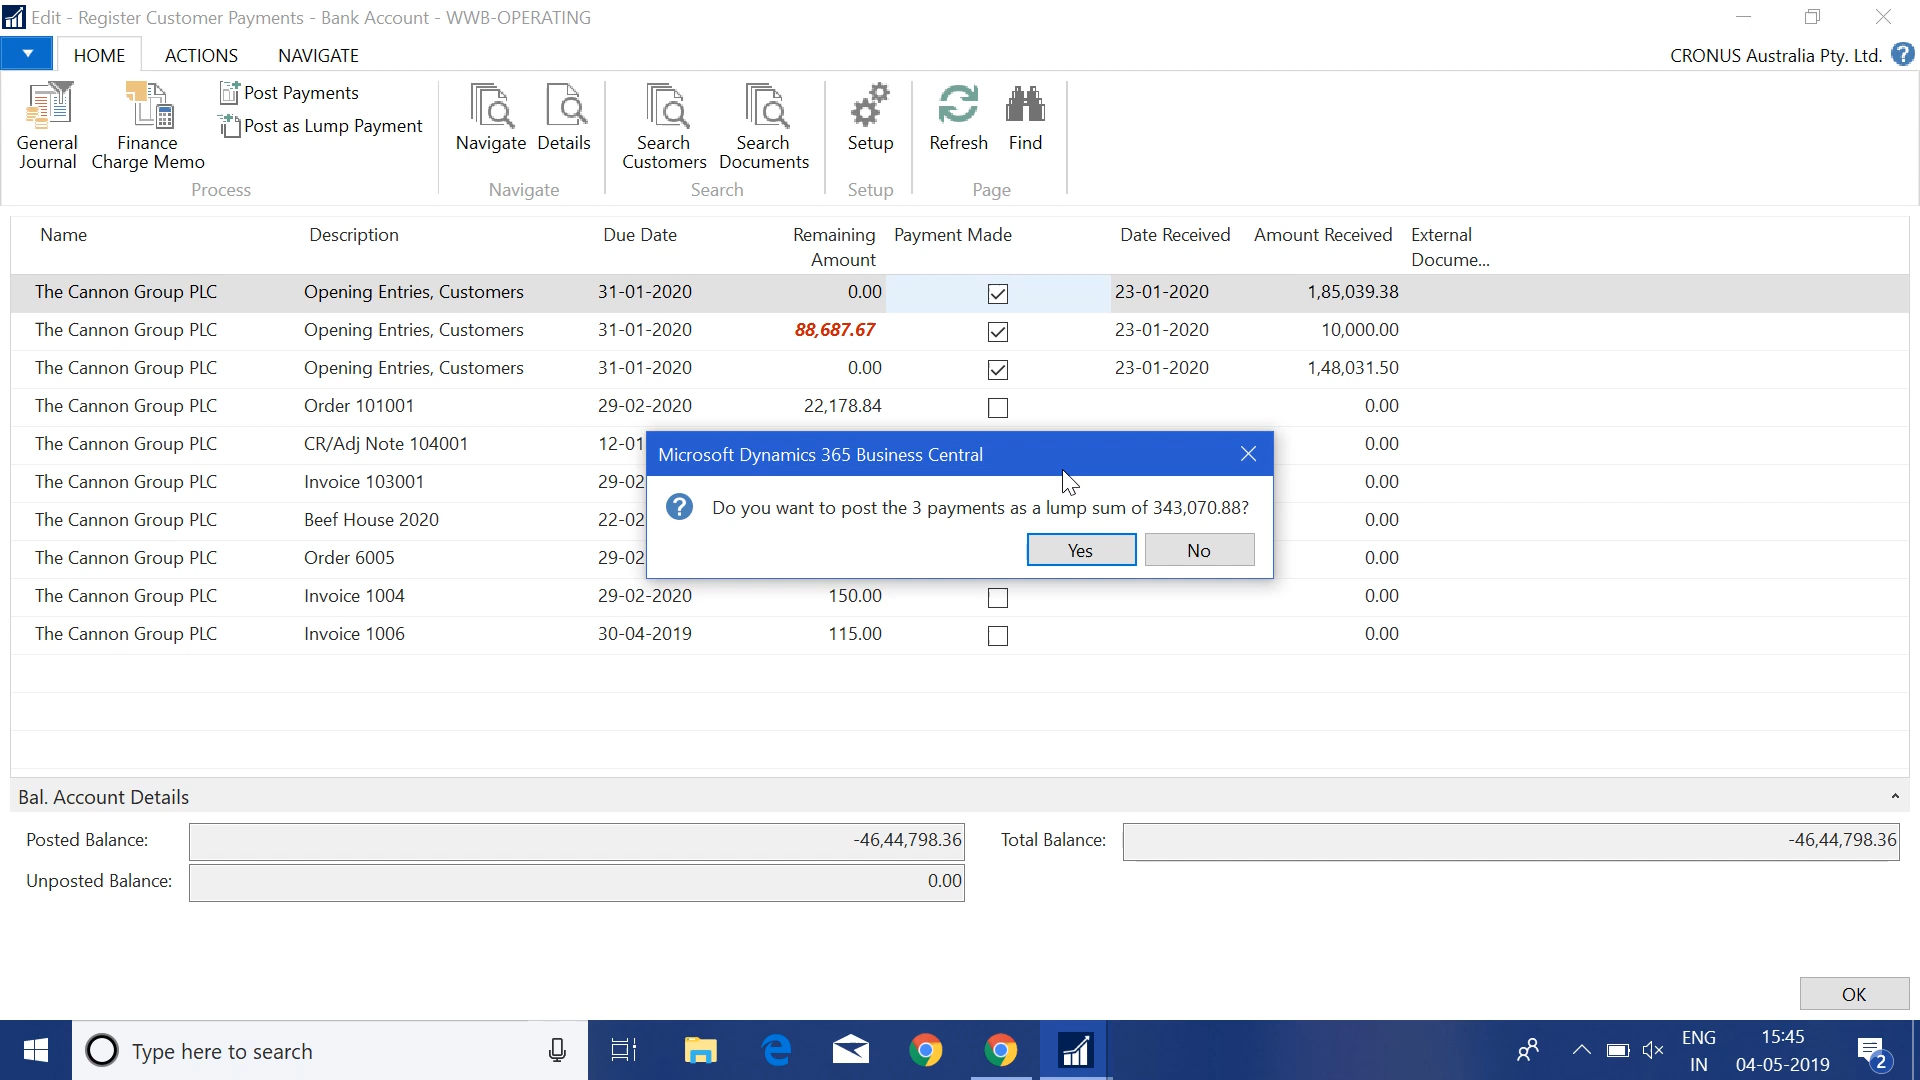 Edit - Register Customer Payments - Bank Account - WWB-OPERATING
HOME ACTIONS NAVIGATE CRONUS Australia Pty. Ltd. ?
General Journal
Finance Charge Memo
Post Payments
Post as Lump Payment
Process
Navigate Details
Navigate
Search Customers
Search Documents
Search
Setup
Setup
Refresh Find
Page
Name Description Due Date Remaining Amount Payment Made Date Received Amount Received External Docume...
The Cannon Group PLC Opening Entries, Customers 31-01-2020 0.00 23-01-2020 1,85,039.38
The Cannon Group PLC Opening Entries, Customers 31-01-2020 88,687.67 23-01-2020 10,000.00
The Cannon Group PLC Opening Entries, Customers 31-01-2020 0.00 23-01-2020 1,48,031.50
The Cannon Group PLC Order 101001 29-02-2020 22,178.84 0.00
The Cannon Group PLC CR/Adj Note 104001 12-01 0.00
The Cannon Group PLC Invoice 103001 29-02 0.00
The Cannon Group PLC Beef House 2020 22-02 0.00
The Cannon Group PLC Order 6005 29-02 0.00
The Cannon Group PLC Invoice 1004 29-02-2020 150.00 0.00
The Cannon Group PLC Invoice 1006 30-04-2019 115.00 0.00
Microsoft Dynamics 365 Business Central
? Do you want to post the 3 payments as a lump sum of 343,070.88?
Yes No
Bal. Account Details
Posted Balance: -46,44,798.36 Total Balance: -46,44,798.36
Unposted Balance: 0.00
OK
Type here to search
ENG
IN
15:45
04-05-2019
2